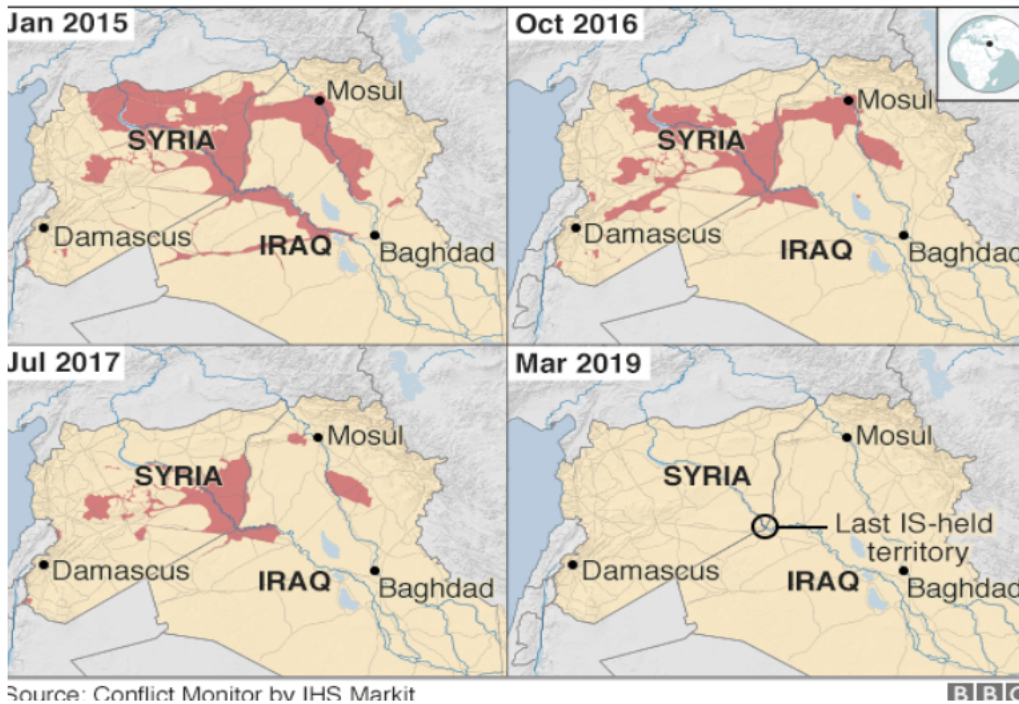 Jan 2015
Mosul
SYRIA
Damascus
IRAQ
Baghdad
Oct 2016
Mosul
SYRIA
Damascus
IRAQ
Baghdad
Jul 2017
Mosul
SYRIA
Damascus
IRAQ
Baghdad
Mar 2019
Mosul
SYRIA
Last IS-held
territory
Damascus
IRAQ
Baghdad
Source: Conflict Monitor by IHS Markit
BBC